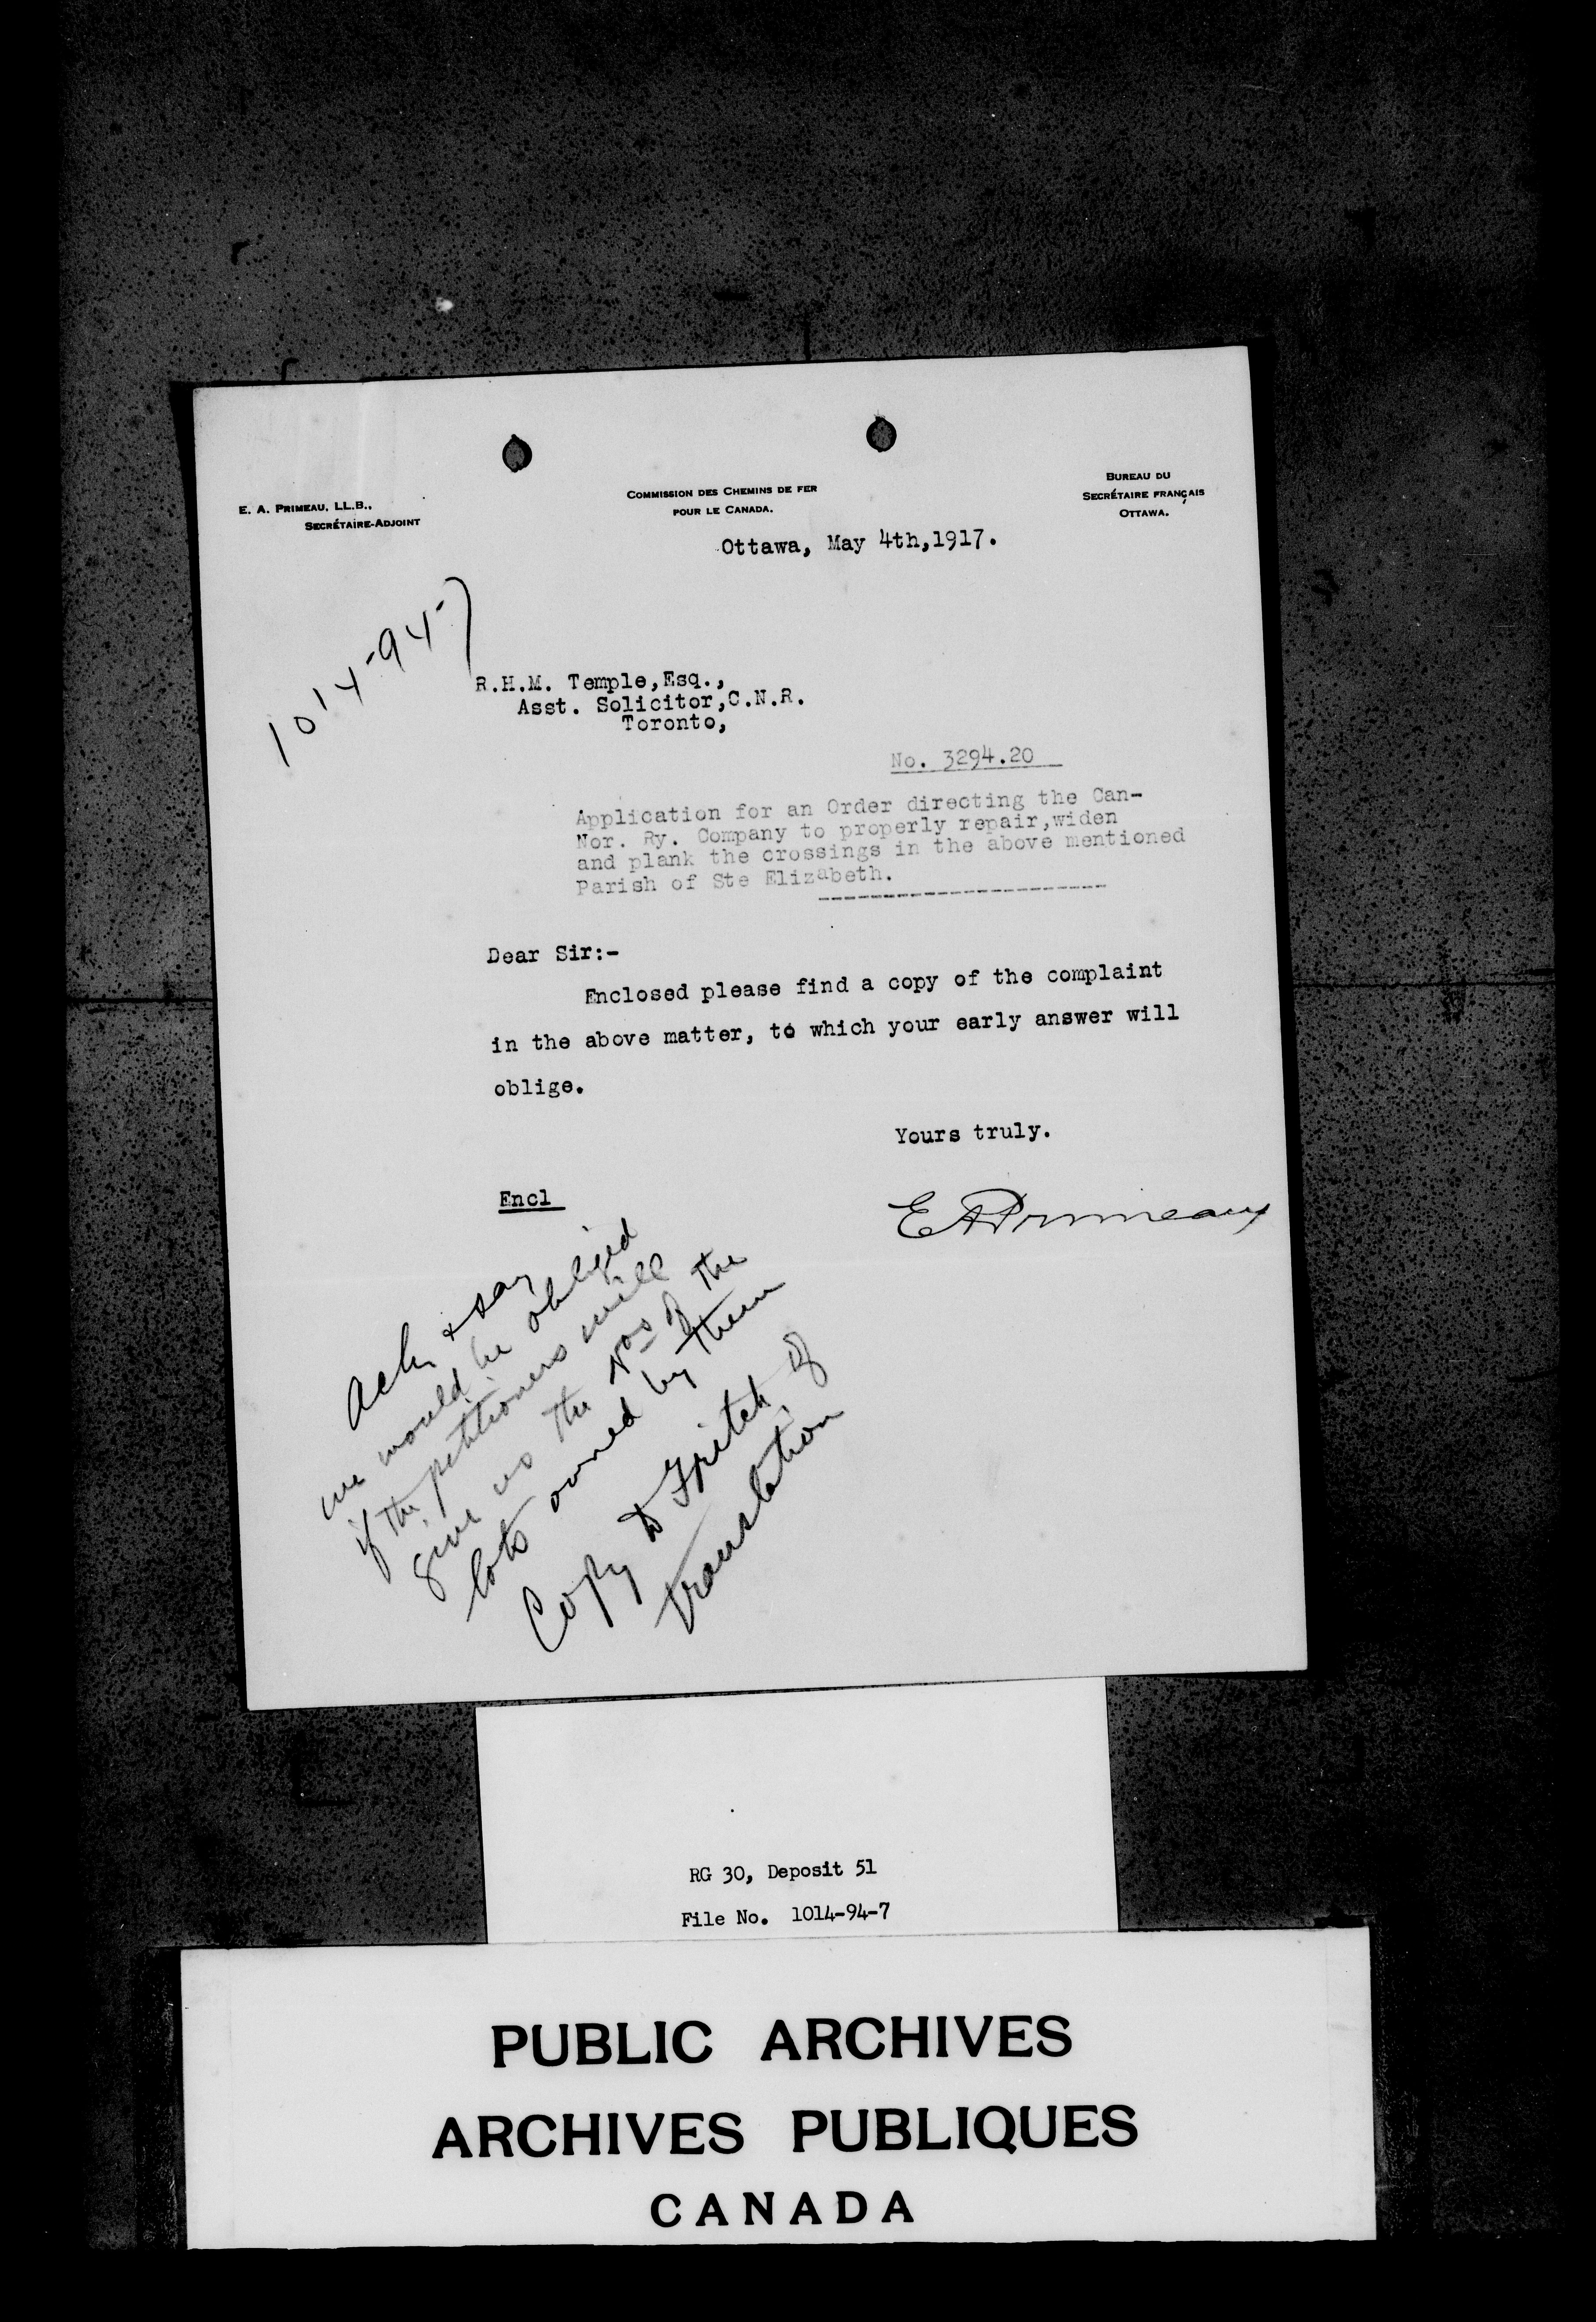 E. A. PRIMEAU, LL.B.,
SECRÉTAIRE-ADJOINT
COMMISSION DES CHEMINS DE FER
POUR LE CANADA.
BUREAU DU
SECRÉTAIRE FRANÇAIS
OTTAWA.
Ottawa, May 4th,1917.
1014-94-7
R.H.M. Temple,Esq.,
Asst. Solicitor,C.N.R.
Toronto,
No. 3294.20
Application for an Order directing the Can-
Nor. Ry. Company to properly repair,widen
and plank the crossings in the above mentioned
Parish of Ste Elizabeth.
Dear Sir:-
Enclosed please find a copy of the complaint
in the above matter, to which your early answer will
oblige.
Yours truly.
Encl
E A Primeau
Ack & say
we would be obliged
if the petitioners will
give us the Nos of the
lots owned by them
Copy to of
translation
RG 30, Deposit 51
File No. 1014-94-7
PUBLIC ARCHIVES
ARCHIVES PUBLIQUES
CANADA